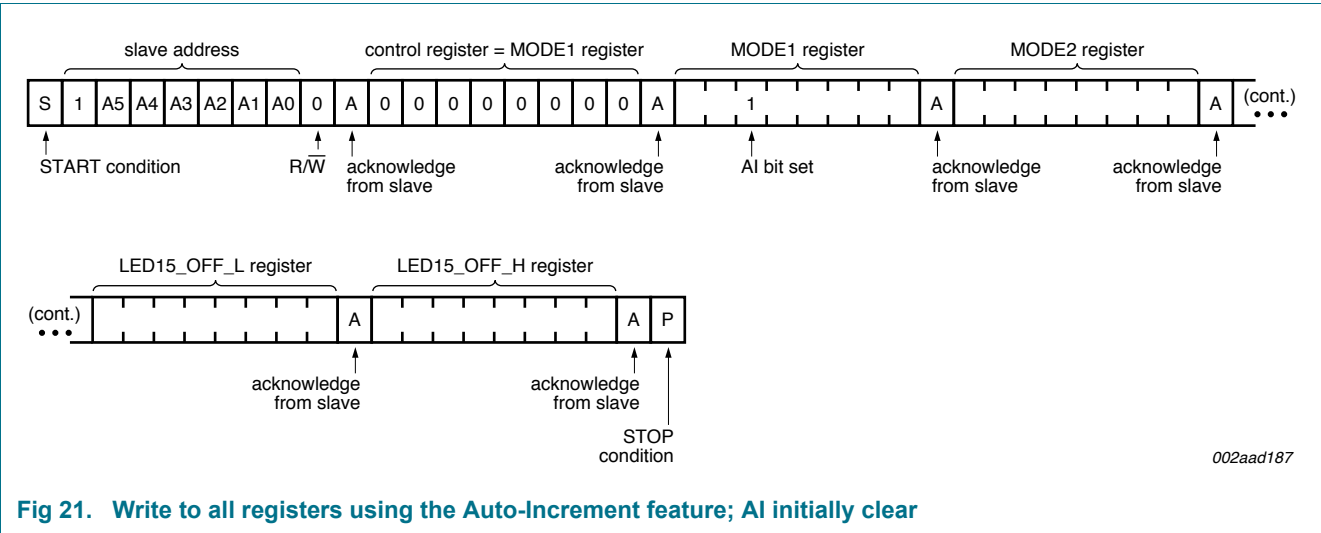 slave address
control register = MODE1 register
MODE1 register
MODE2 register
S 1 A5 A4 A3 A2 A1 A0 0 A 0 0 0 0 0 0 0 0 A 1 A A (cont.)
START condition
R/W̅
acknowledge
from slave
acknowledge
from slave
AI bit set
acknowledge
from slave
acknowledge
from slave
LED15_OFF_L register
LED15_OFF_H register
(cont.) A A P
acknowledge
from slave
acknowledge
from slave
STOP
condition
002aad187
Fig 21. Write to all registers using the Auto-Increment feature; AI initially clear